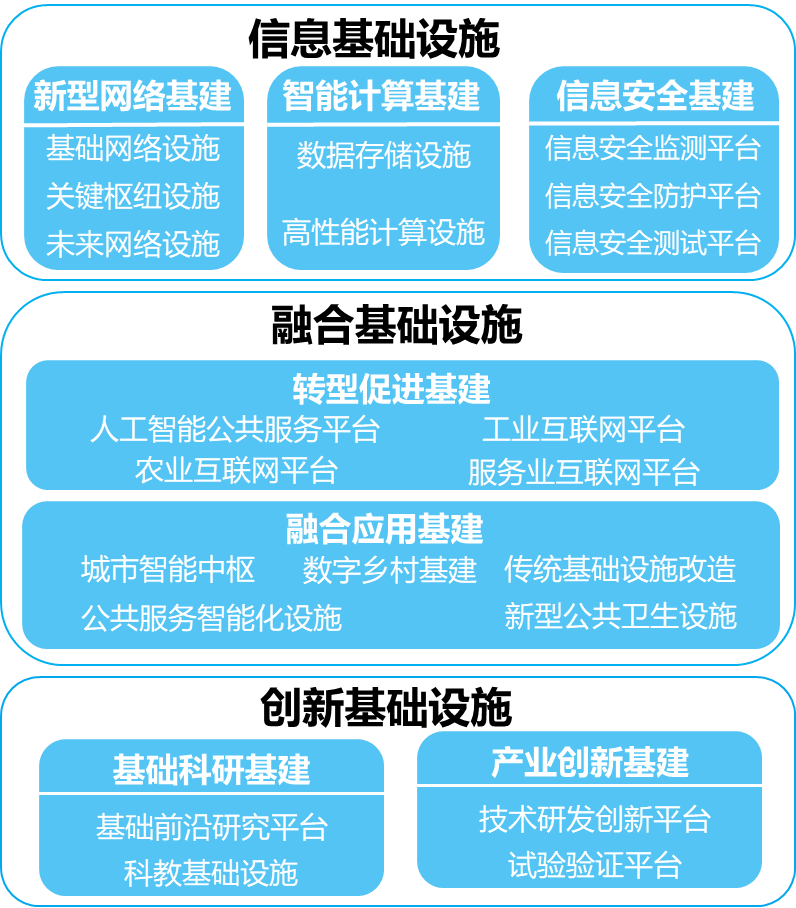 信息基础设施
新型网络基建
基础网络设施
关键枢纽设施
未来网络设施
智能计算基建
数据存储设施
高性能计算设施
信息安全基建
信息安全监测平台
信息安全防护平台
信息安全测试平台
融合基础设施
转型促进基建
人工智能公共服务平台 工业互联网平台
农业互联网平台 服务业互联网平台
融合应用基建
城市智能中枢 数字乡村基建 传统基础设施改造
公共服务智能化设施 新型公共卫生设施
创新基础设施
基础科研基建
基础前沿研究平台
科教基础设施
产业创新基建
技术研发创新平台
试验验证平台